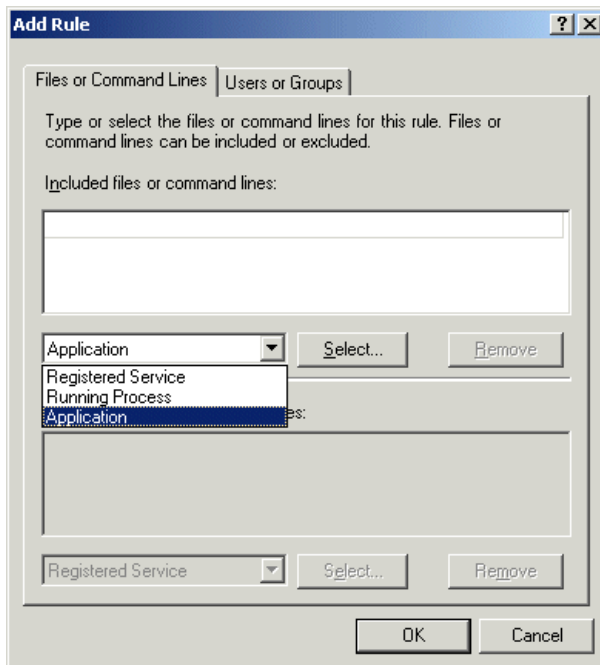 Add Rule
Files or Command Lines
Users or Groups
Type or select the files or command lines for this rule. Files or
command lines can be included or excluded.
Included files or command lines:
Application
Select...
Remove
Registered Service
Running Process
Application
es:
Registered Service
Select...
Remove
OK
Cancel